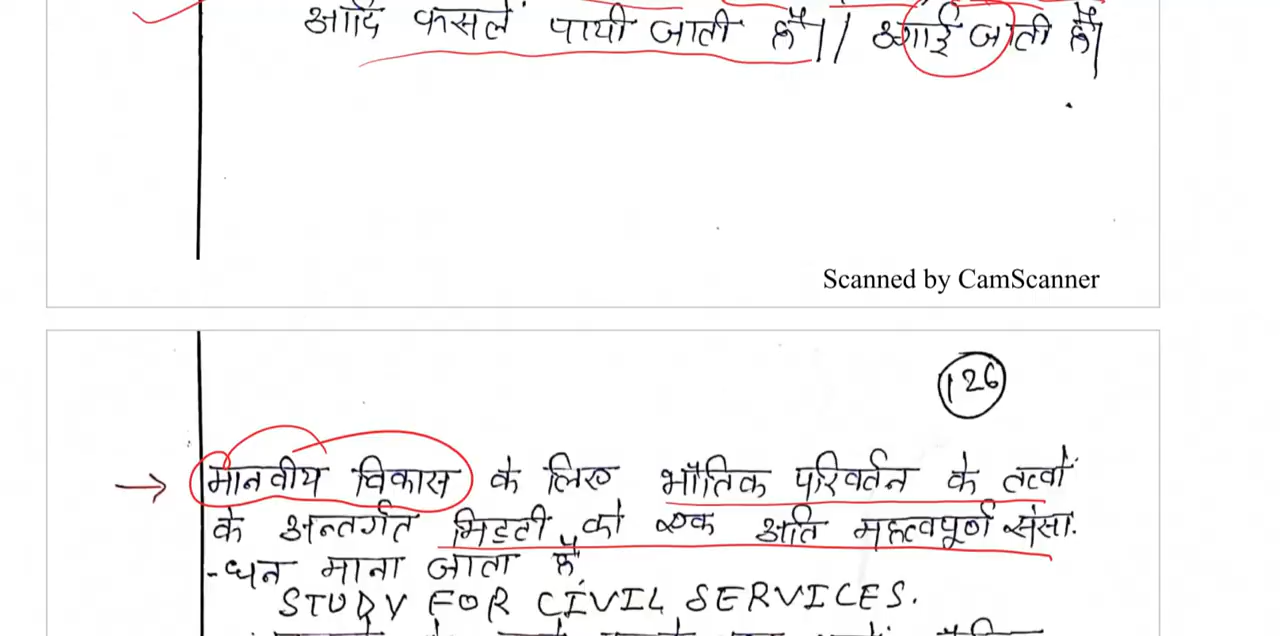 आदि फसलें पायी जाती हैं।/ उगाई जाती हैं।
Scanned by CamScanner
126
→ मानवीय विकास के लिए भौतिक परिवर्तन के तत्वों
के अन्तर्गत मिट्टी को एक अति महत्वपूर्ण संसा-
-धन माना जाता है
STUDY FOR CIVIL SERVICES.